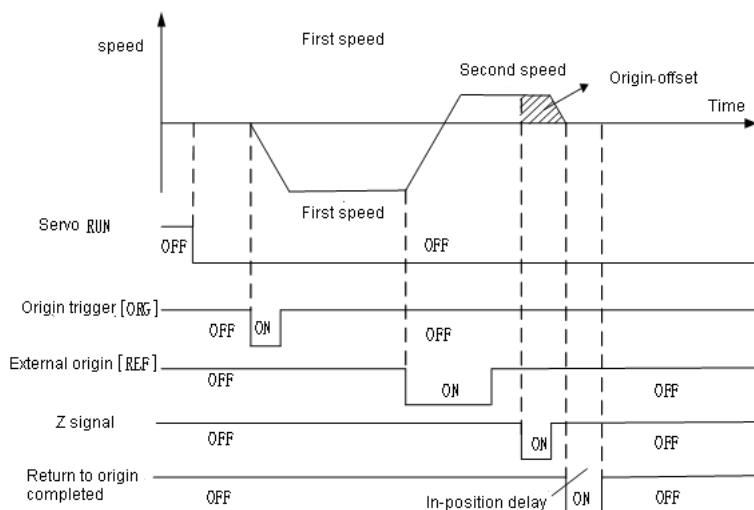 speed
First speed
Second speed
Origin-offset
Time
First speed
Servo RUN
OFF
OFF
Origin trigger [ORG]
OFF
ON
OFF
External origin [REF]
OFF
ON
OFF
Z signal
OFF
ON
OFF
Return to origin
completed
OFF
In-position delay
ON
OFF